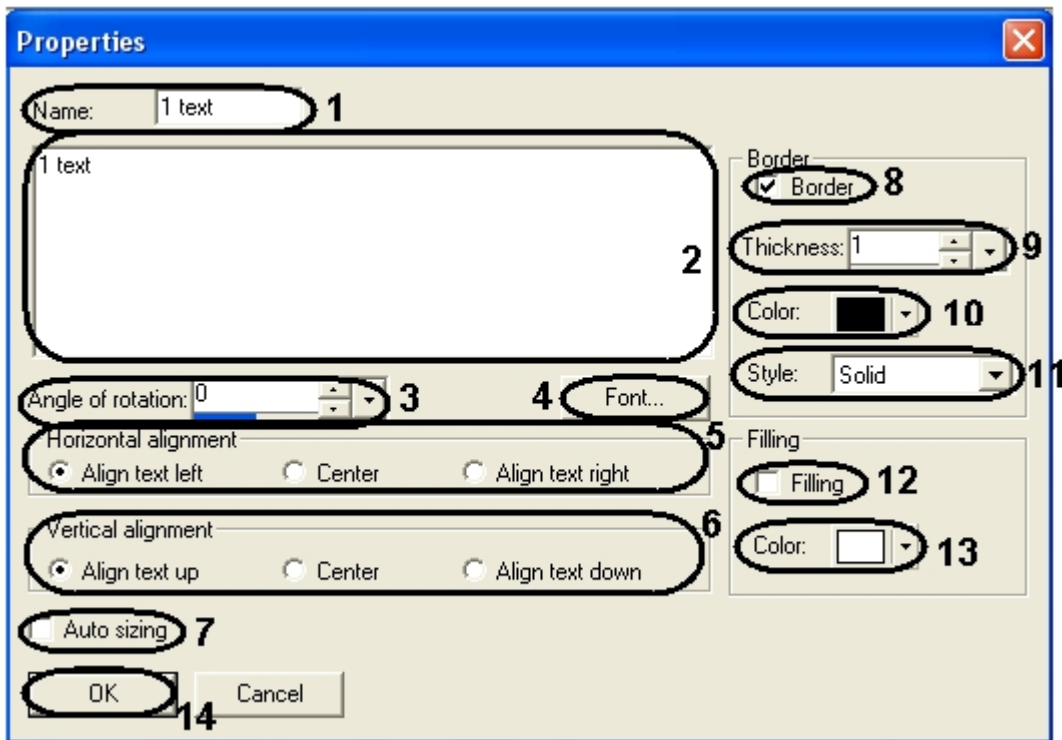 Properties
Name: 1 text 1
1 text
2
Angle of rotation: 0 3
4 Font...
Horizontal alignment 5
Align text left Center Align text right
Vertical alignment 6
Align text up Center Align text down
Auto sizing 7
OK Cancel
14
Border
Border 8
Thickness: 1 9
Color: 10
Style: Solid 11
Filling
Filling 12
Color: 13